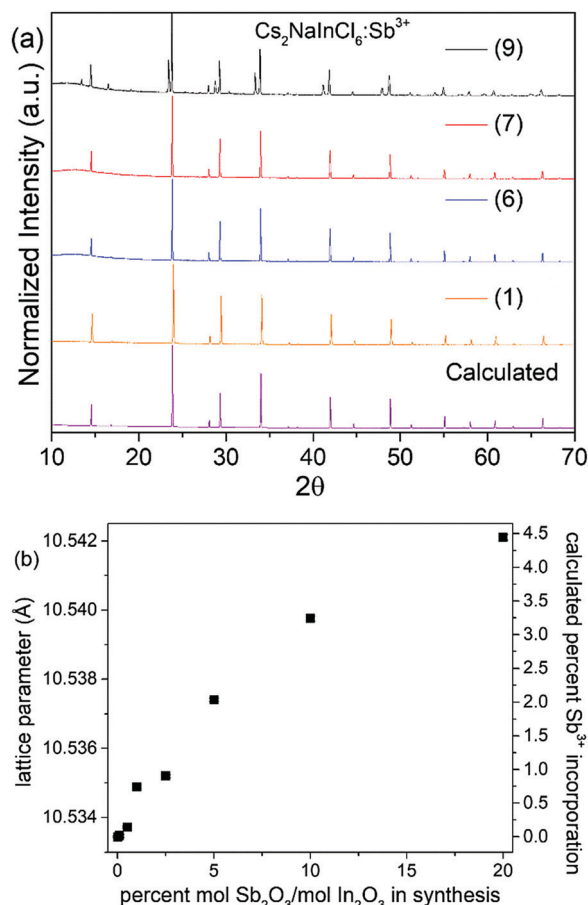 (a)
Cs₂NaInCl₆:Sb³⁺
(9)
(7)
(6)
(1)
Calculated
Normalized Intensity (a.u.)
10 20 30 40 50 60 70
2θ
(b)
10.542
10.540
10.538
10.536
10.534
lattice parameter (Å)
4.5
4.0
3.5
3.0
2.5
2.0
1.5
1.0
0.5
0.0
calculated percent Sb³⁺ incorporation
0 5 10 15 20
percent mol Sb₂O₃/mol In₂O₃ in synthesis